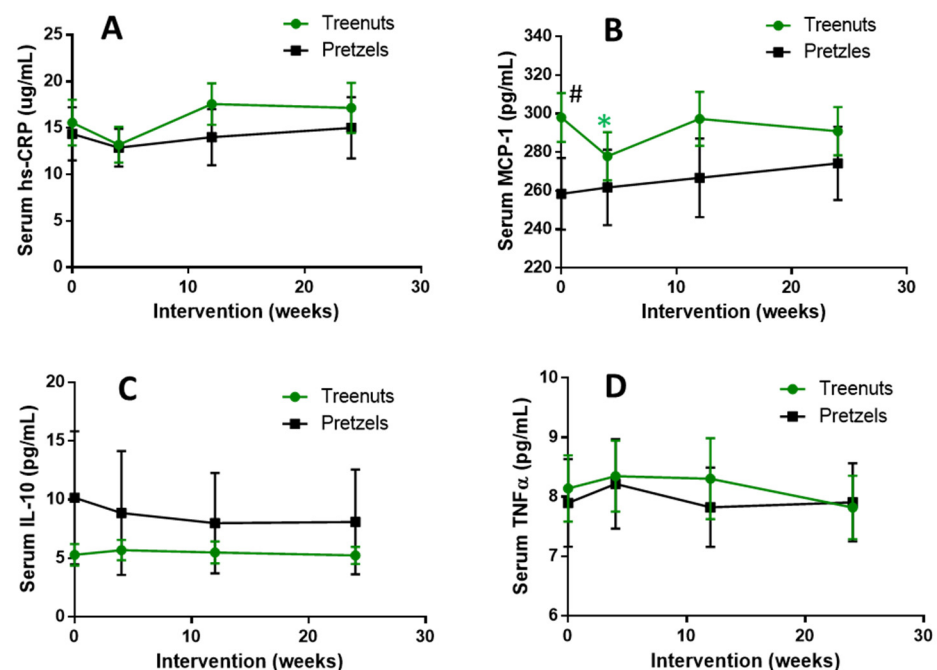 A
Treenuts
Pretzels
Serum hs-CRP (ug/mL)
25
20
15
10
5
0
0 10 20 30
Intervention (weeks)
B
Treenuts
Pretzles
Serum MCP-1 (pg/mL)
340
320
300
280
260
240
220
#
*
0 10 20 30
Intervention (weeks)
C
Treenuts
Pretzels
Serum IL-10 (pg/mL)
20
15
10
5
0
0 10 20 30
Intervention (weeks)
D
Treenuts
Pretzels
Serum TNFα (pg/mL)
10
9
8
7
6
0 10 20 30
Intervention (weeks)